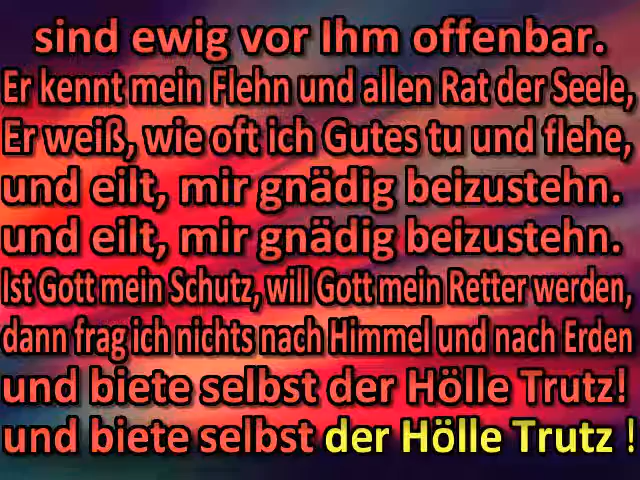 sind ewig vor Ihm offenbar.
Er kennt mein Flehn und allen Rat der Seele,
Er weiß, wie oft ich Gutes tu und flehe,
und eilt, mir gnädig beizustehn.
und eilt, mir gnädig beizustehn.
Ist Gott mein Schutz, will Gott mein Retter werden,
dann frag ich nichts nach Himmel und nach Erden
und biete selbst der Hölle Trutz!
und biete selbst der Hölle Trutz !